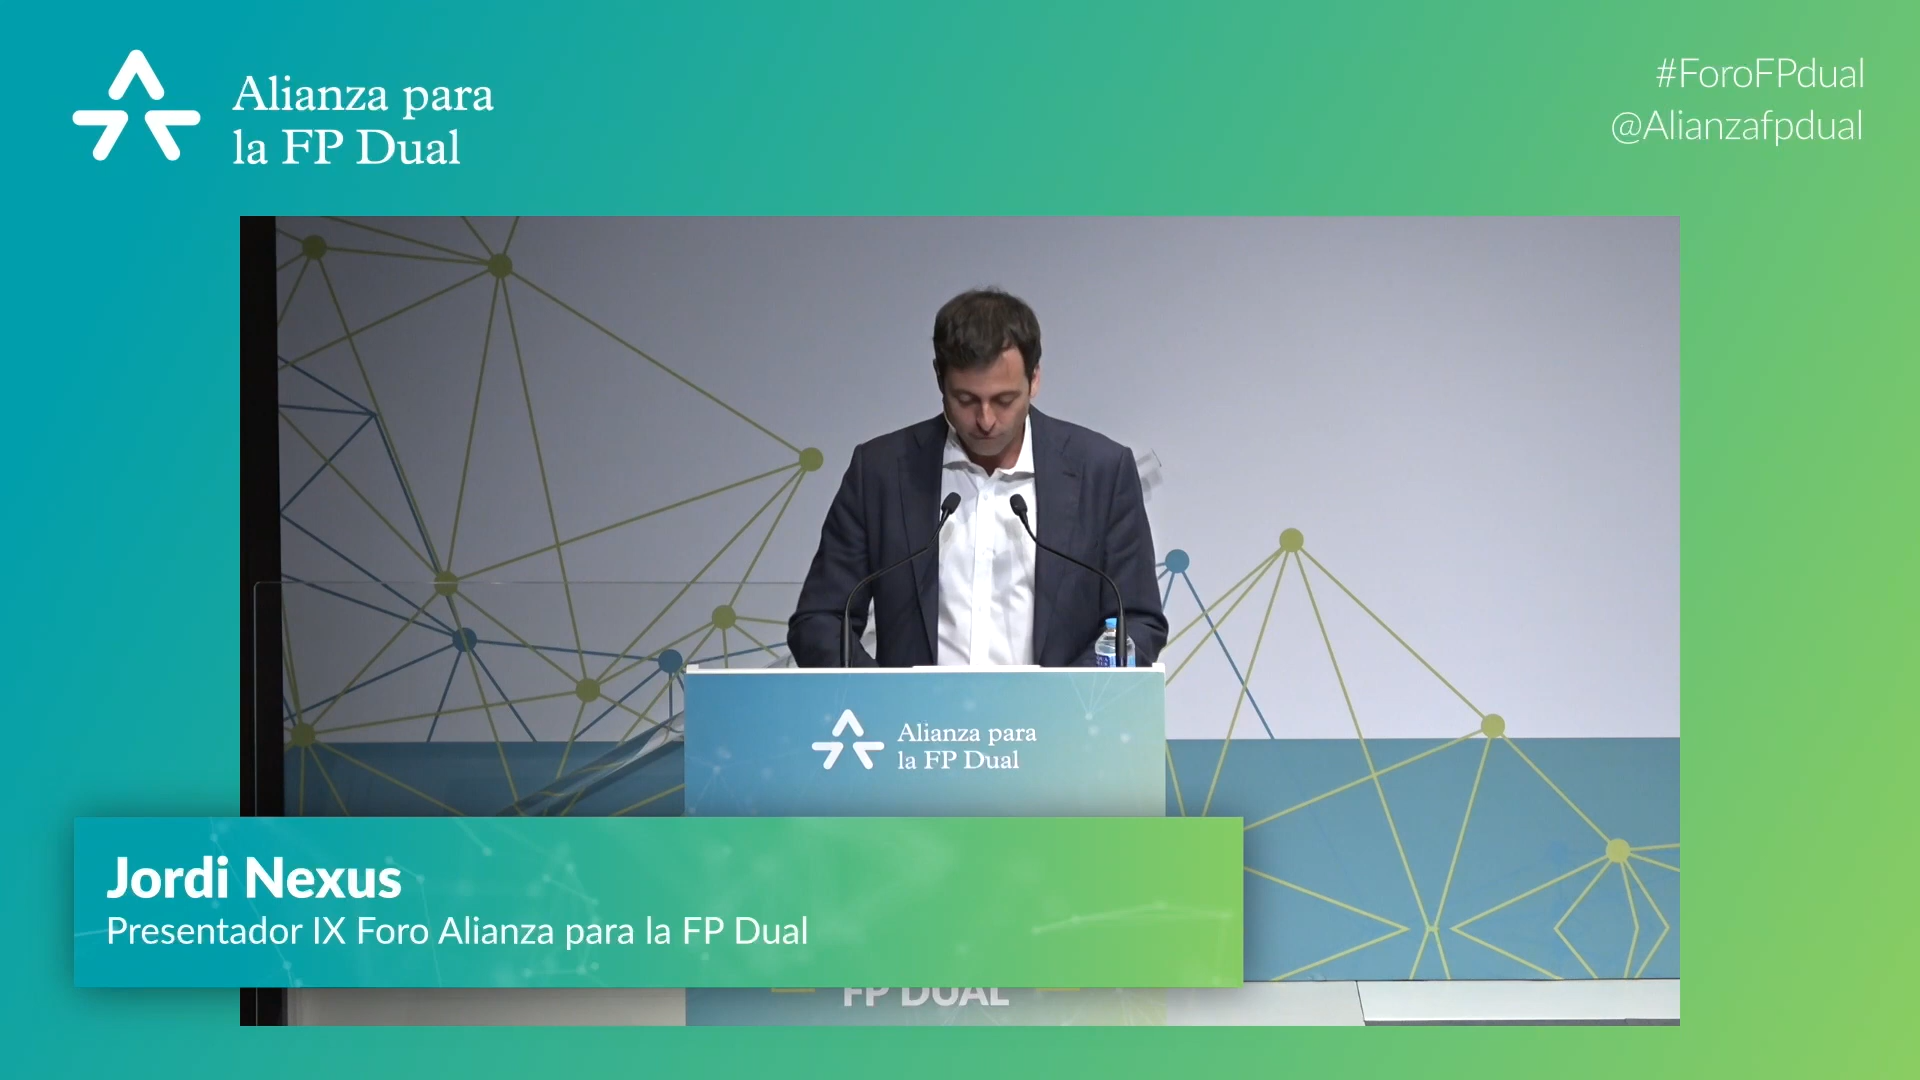 Alianza para
la FP Dual
#ForoFPdual
@Alianzafpdual
Alianza para
la FP Dual
Jordi Nexus
Presentador IX Foro Alianza para la FP Dual
FP DUAL